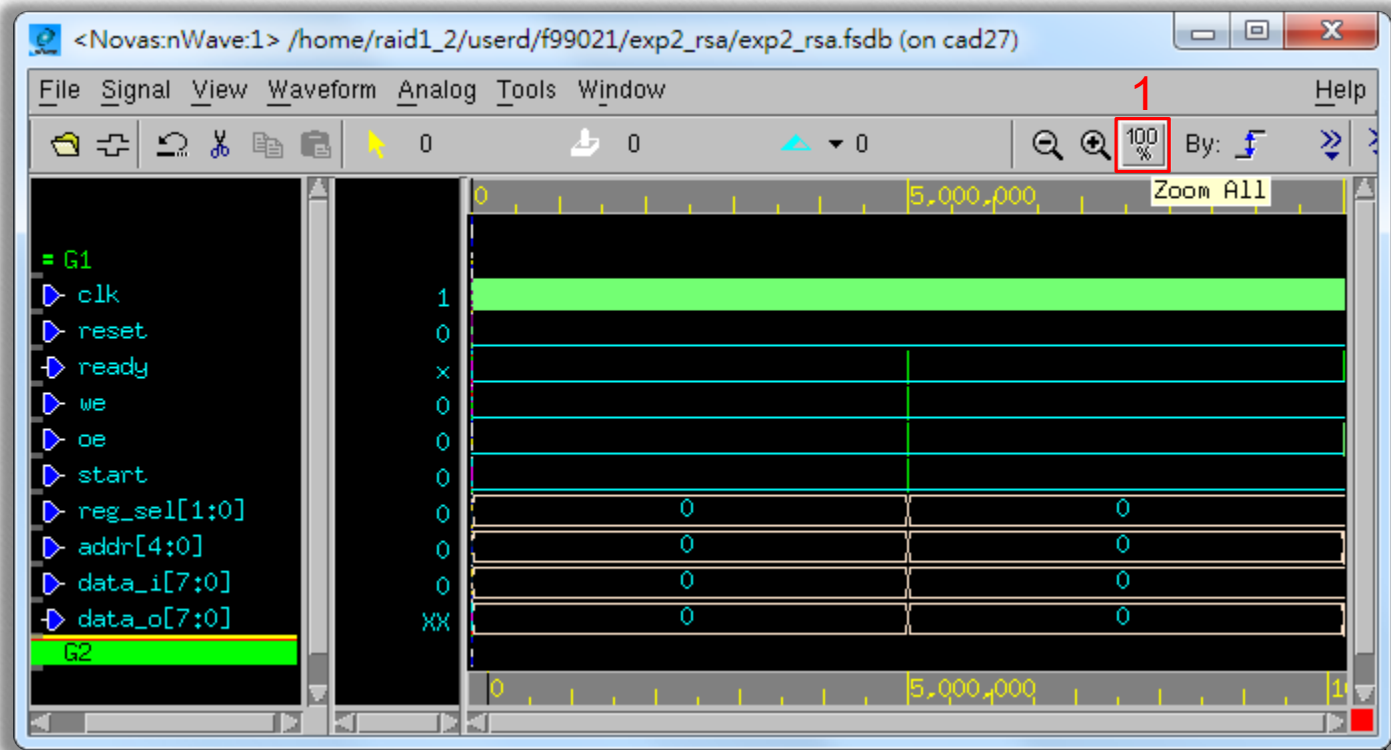 <Novas:nWave:1> /home/raid1_2/userd/f99021/exp2_rsa/exp2_rsa.fsdb (on cad27)
File Signal View Waveform Analog Tools Window Help
1
0 0 0 100 % By:
Zoom All
0 5,000,000
= G1
clk 1
reset 0
ready x
we 0
oe 0
start 0
reg_sel[1:0] 0 0 0
addr[4:0] 0 0 0
data_i[7:0] 0 0 0
data_o[7:0] XX 0 0
G2
0 5,000,000